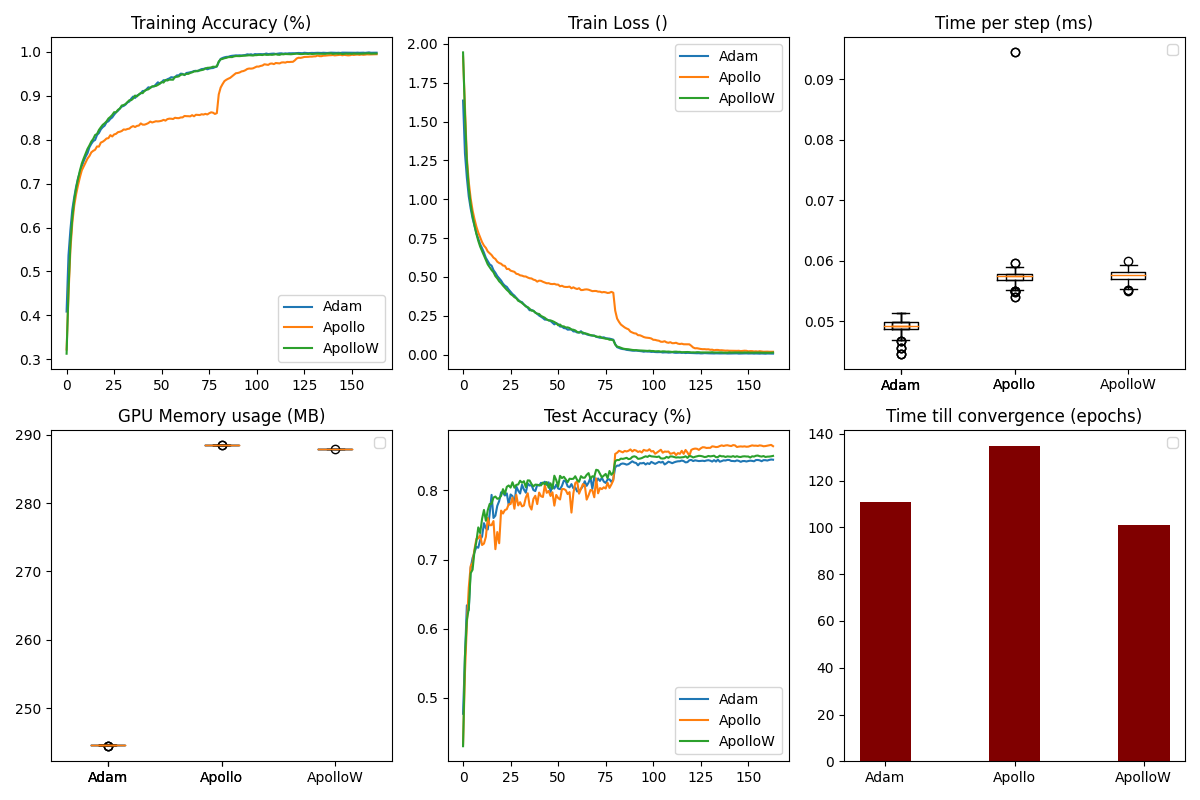 Training Accuracy (%)
1.0
0.9
0.8
0.7
0.6
0.5
0.4
0.3
0
25
50
75
100
125
150
Adam
Apollo
ApolloW
Train Loss ()
2.00
1.75
1.50
1.25
1.00
0.75
0.50
0.25
0.00
0
25
50
75
100
125
150
Adam
Apollo
ApolloW
Time per step (ms)
0.09
0.08
0.07
0.06
0.05
Adam
Apollo
ApolloW
GPU Memory usage (MB)
290
280
270
260
250
Adam
Apollo
ApolloW
Test Accuracy (%)
0.8
0.7
0.6
0.5
0
25
50
75
100
125
150
Adam
Apollo
ApolloW
Time till convergence (epochs)
140
120
100
80
60
40
20
0
Adam
Apollo
ApolloW